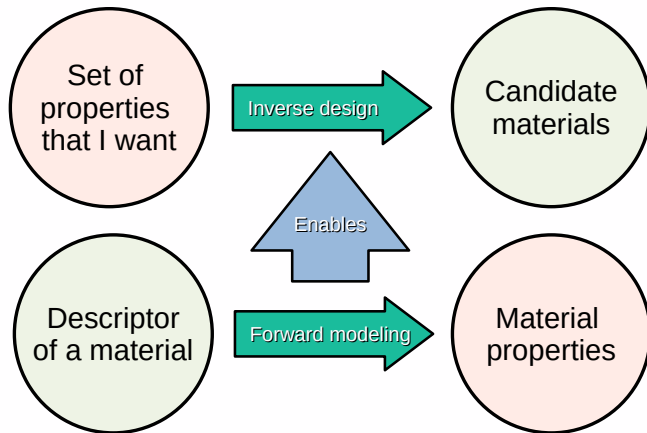 Set of
properties
that I want
Inverse design
Candidate
materials
Enables
Descriptor
of a material
Forward modeling
Material
properties